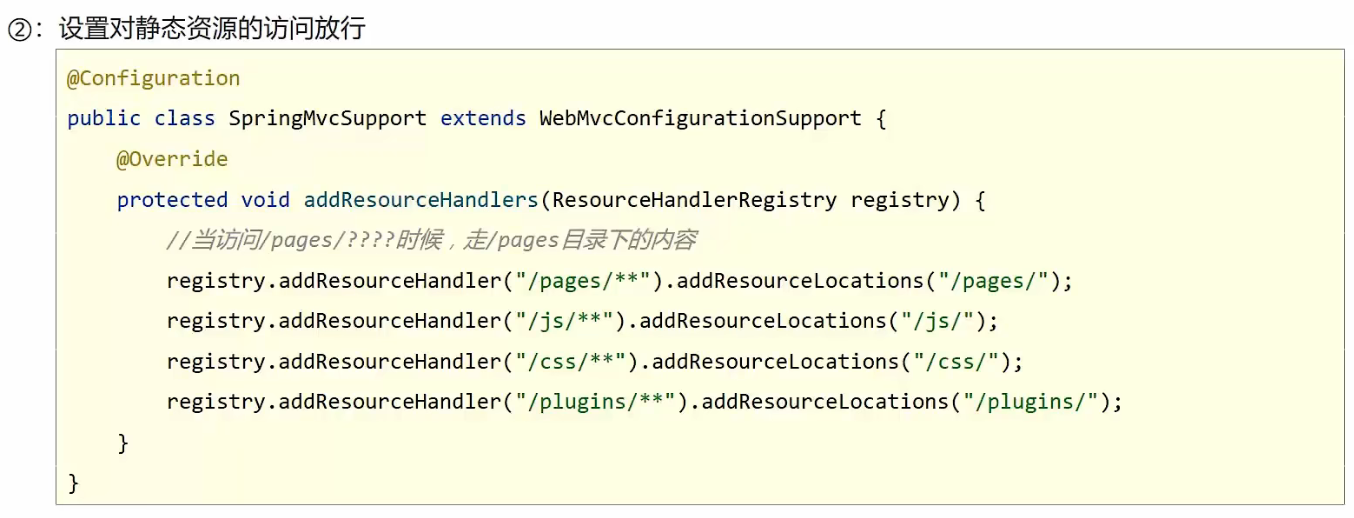 ②：设置对静态资源的访问放行
@Configuration
public class SpringMvcSupport extends WebMvcConfigurationSupport {
    @Override
    protected void addResourceHandlers(ResourceHandlerRegistry registry) {
        //当访问/pages/????时候，走/pages目录下的内容
        registry.addResourceHandler("/pages/**").addResourceLocations("/pages/");
        registry.addResourceHandler("/js/**").addResourceLocations("/js/");
        registry.addResourceHandler("/css/**").addResourceLocations("/css/");
        registry.addResourceHandler("/plugins/**").addResourceLocations("/plugins/");
    }
}